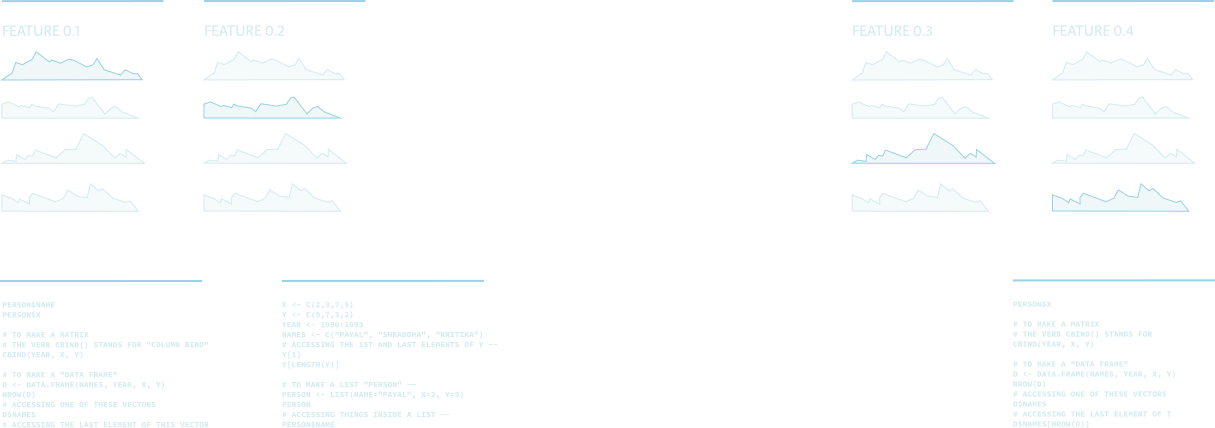 FEATURE 0.1
FEATURE 0.2
FEATURE 0.3
FEATURE 0.4
PERSON$NAME
PERSON$X
# TO MAKE A MATRIX
# THE VERB CBIND() STANDS FOR "COLUMN BIND"
CBIND(YEAR, X, Y)
# TO MAKE A "DATA FRAME"
D <- DATA.FRAME(NAMES, YEAR, X, Y)
NROW(D)
# ACCESSING ONE OF THESE VECTORS
D$NAMES
# ACCESSING THE LAST ELEMENT OF THIS VECTOR
X <- C(2,3,7,9)
Y <- C(9,7,3,2)
YEAR <- 1990:1993
NAMES <- C("PAYAL", "SHRADDHA", "KRITIKA")
# ACCESSING THE 1ST AND LAST ELEMENTS OF Y --
Y[1]
Y[LENGTH(Y)]
# TO MAKE A LIST "PERSON" --
PERSON <- LIST(NAME="PAYAL", X=2, Y=9)
PERSON
# ACCESSING THINGS INSIDE A LIST --
PERSON$NAME
PERSON$X
# TO MAKE A MATRIX
# THE VERB CBIND() STANDS FOR
CBIND(YEAR, X, Y)
# TO MAKE A "DATA FRAME"
D <- DATA.FRAME(NAMES, YEAR, X, Y)
NROW(D)
# ACCESSING ONE OF THESE VECTORS
D$NAMES
# ACCESSING THE LAST ELEMENT OF T
D$NAMES[NROW(D)]